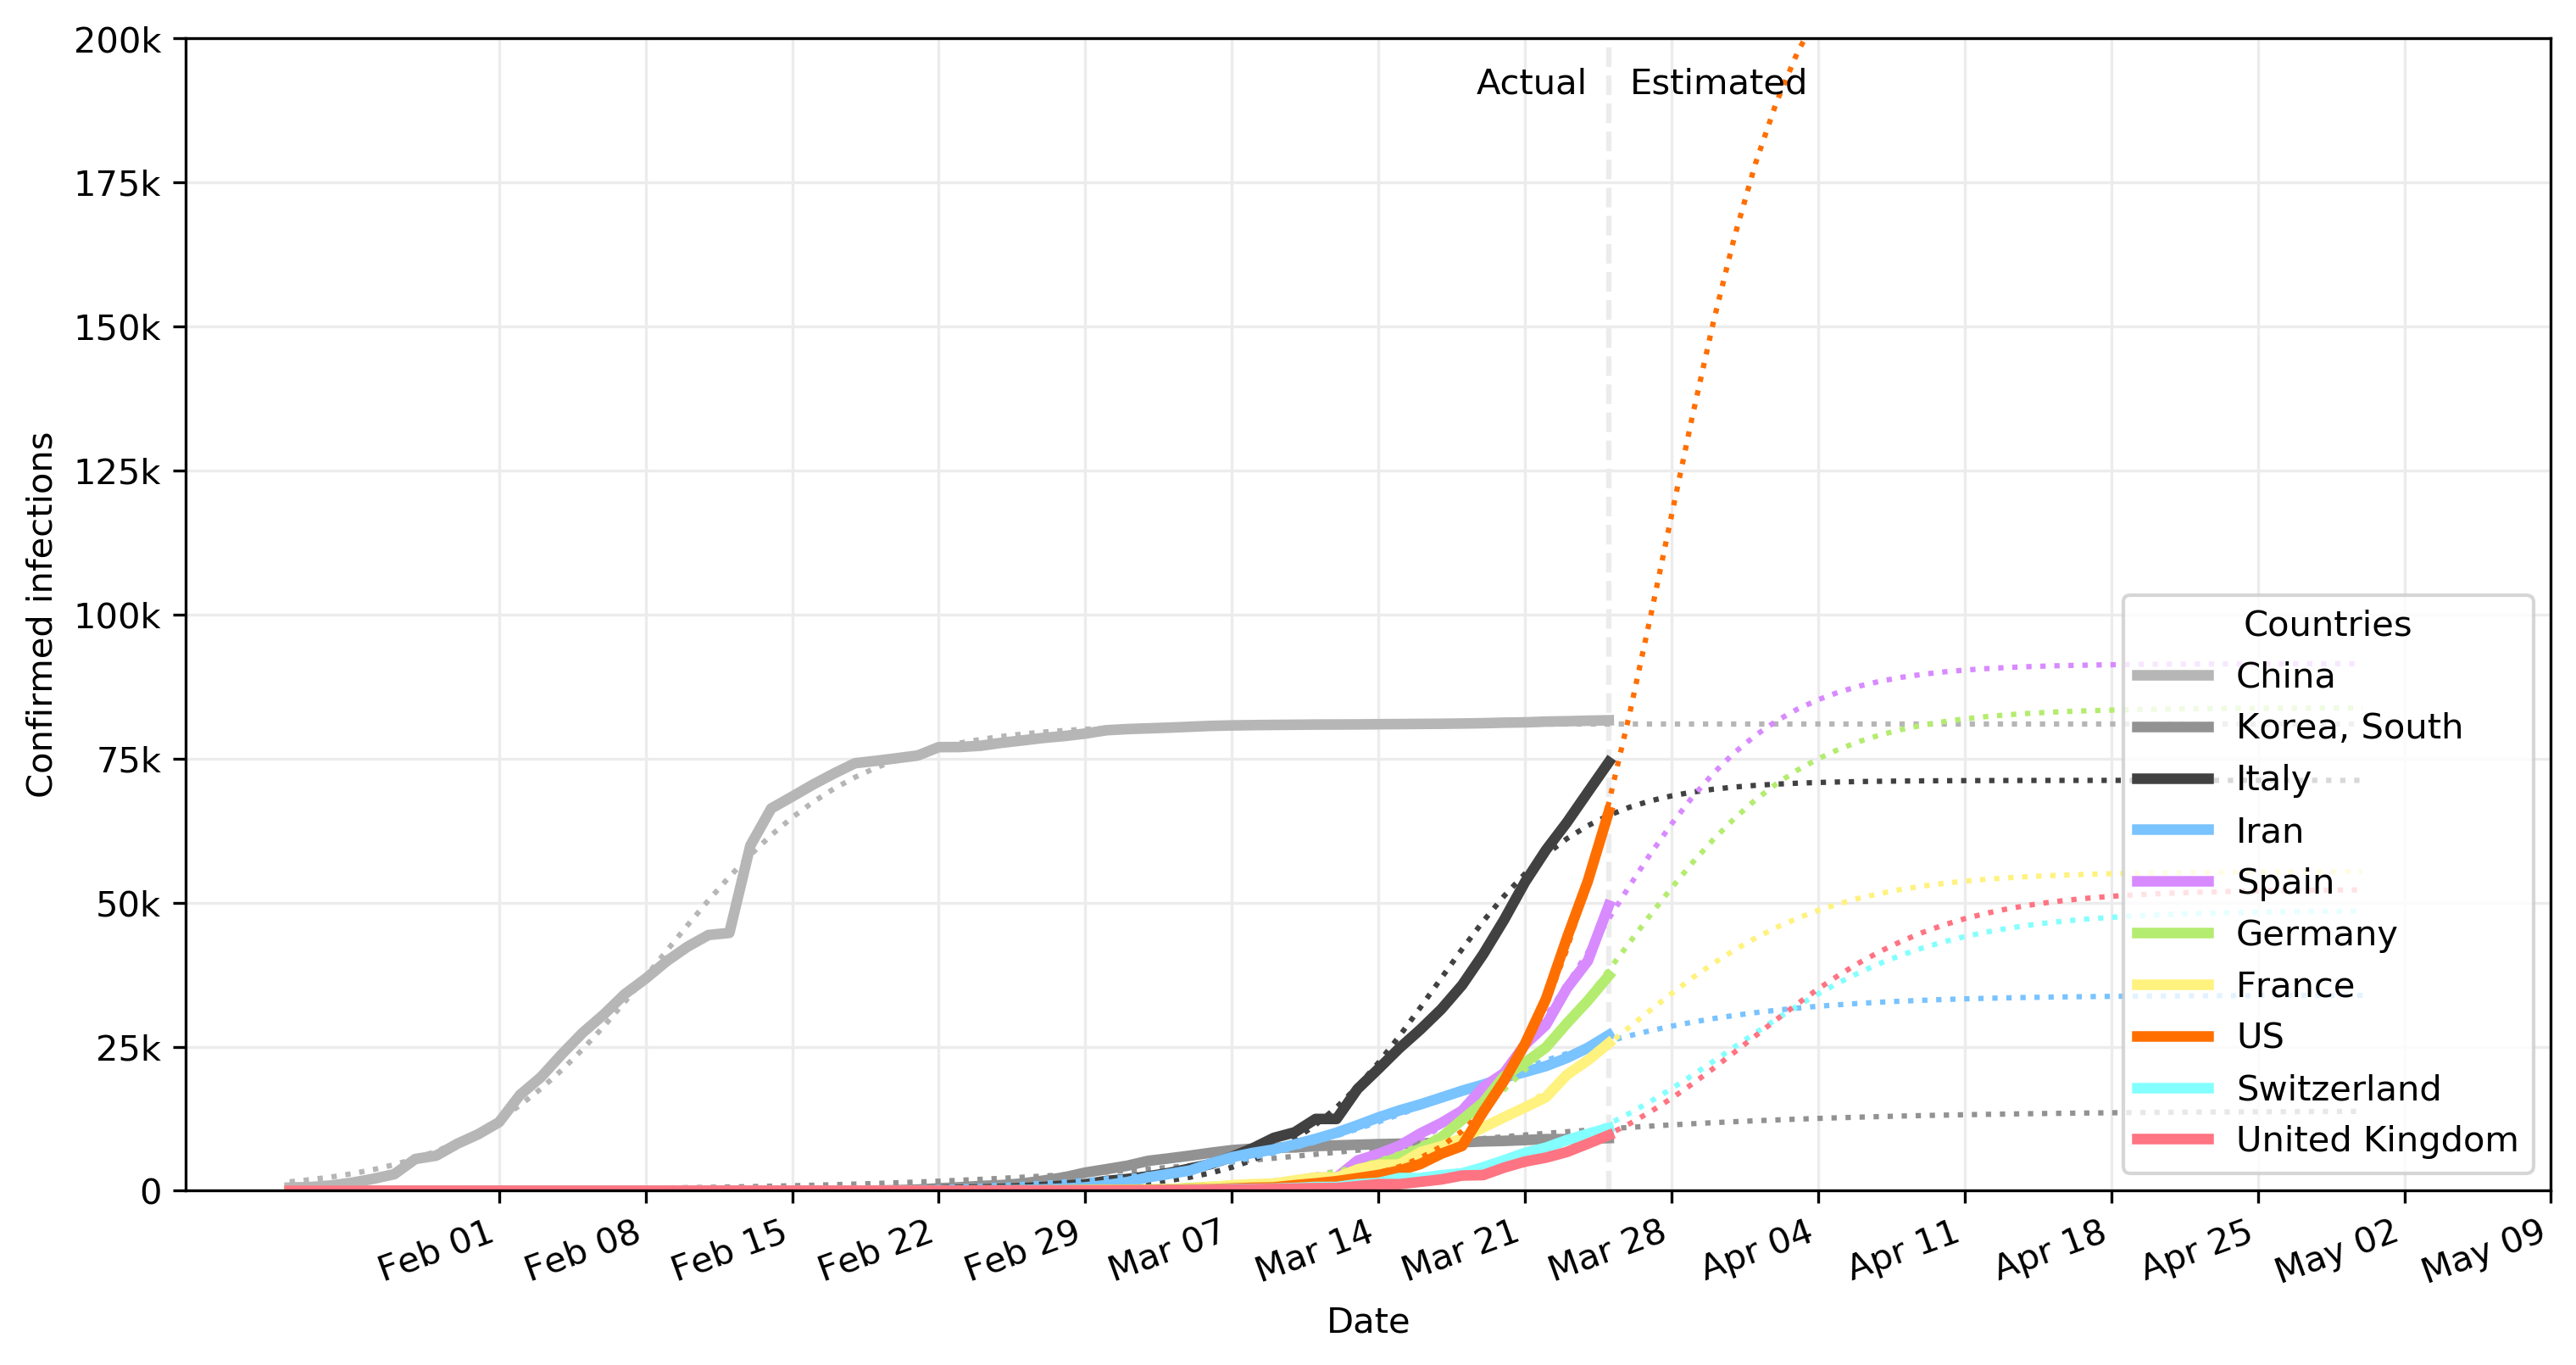 200k
175k
150k
125k
100k
75k
50k
25k
0
Confirmed infections
Actual
Estimated
Countries
China
Korea, South
Italy
Iran
Spain
Germany
France
US
Switzerland
United Kingdom
Feb 01
Feb 08
Feb 15
Feb 22
Feb 29
Mar 07
Mar 14
Mar 21
Mar 28
Apr 04
Apr 11
Apr 18
Apr 25
May 02
May 09
Date